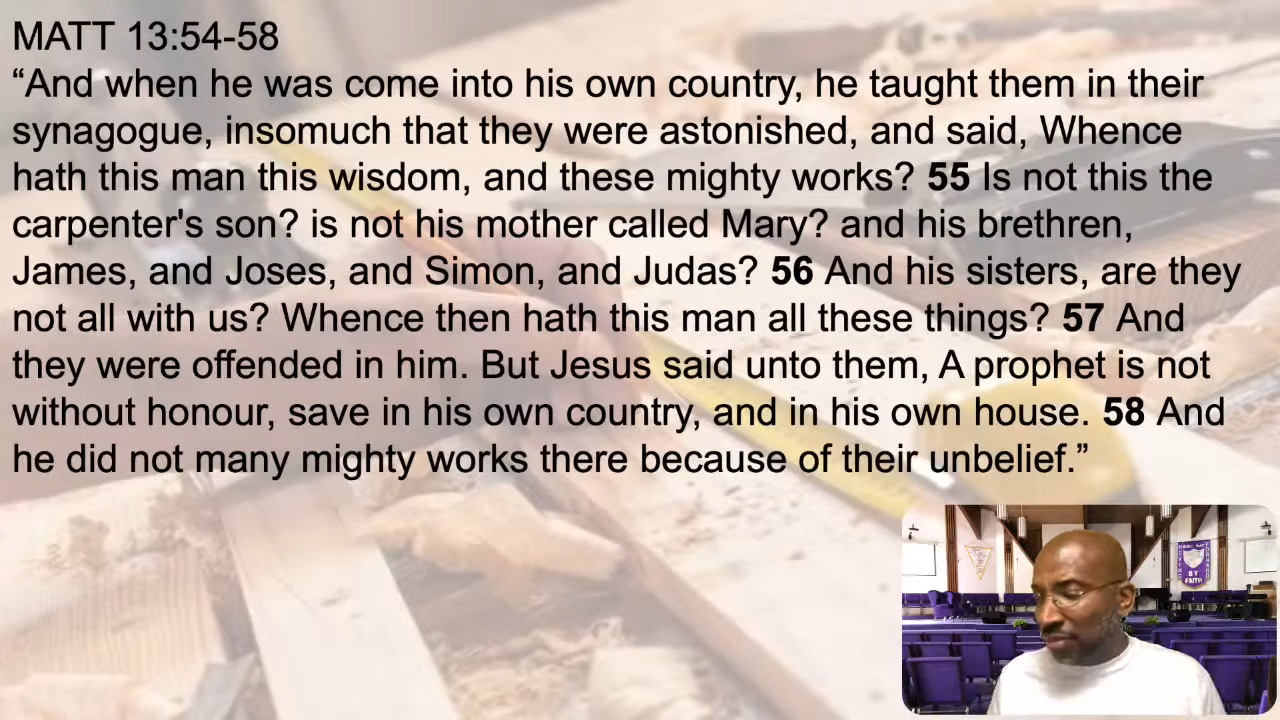 MATT 13:54-58
“And when he was come into his own country, he taught them in their
synagogue, insomuch that they were astonished, and said, Whence
hath this man this wisdom, and these mighty works? 55 Is not this the
carpenter's son? is not his mother called Mary? and his brethren,
James, and Joses, and Simon, and Judas? 56 And his sisters, are they
not all with us? Whence then hath this man all these things? 57 And
they were offended in him. But Jesus said unto them, A prophet is not
without honour, save in his own country, and in his own house. 58 And
he did not many mighty works there because of their unbelief.”
BY
FAITH